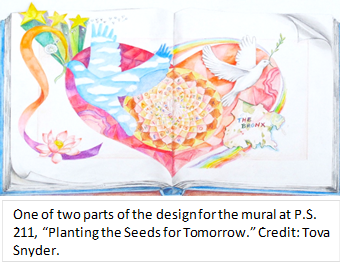 THE
BRONX
One of two parts of the design for the mural at P.S.
211, “Planting the Seeds for Tomorrow.” Credit: Tova
Snyder.